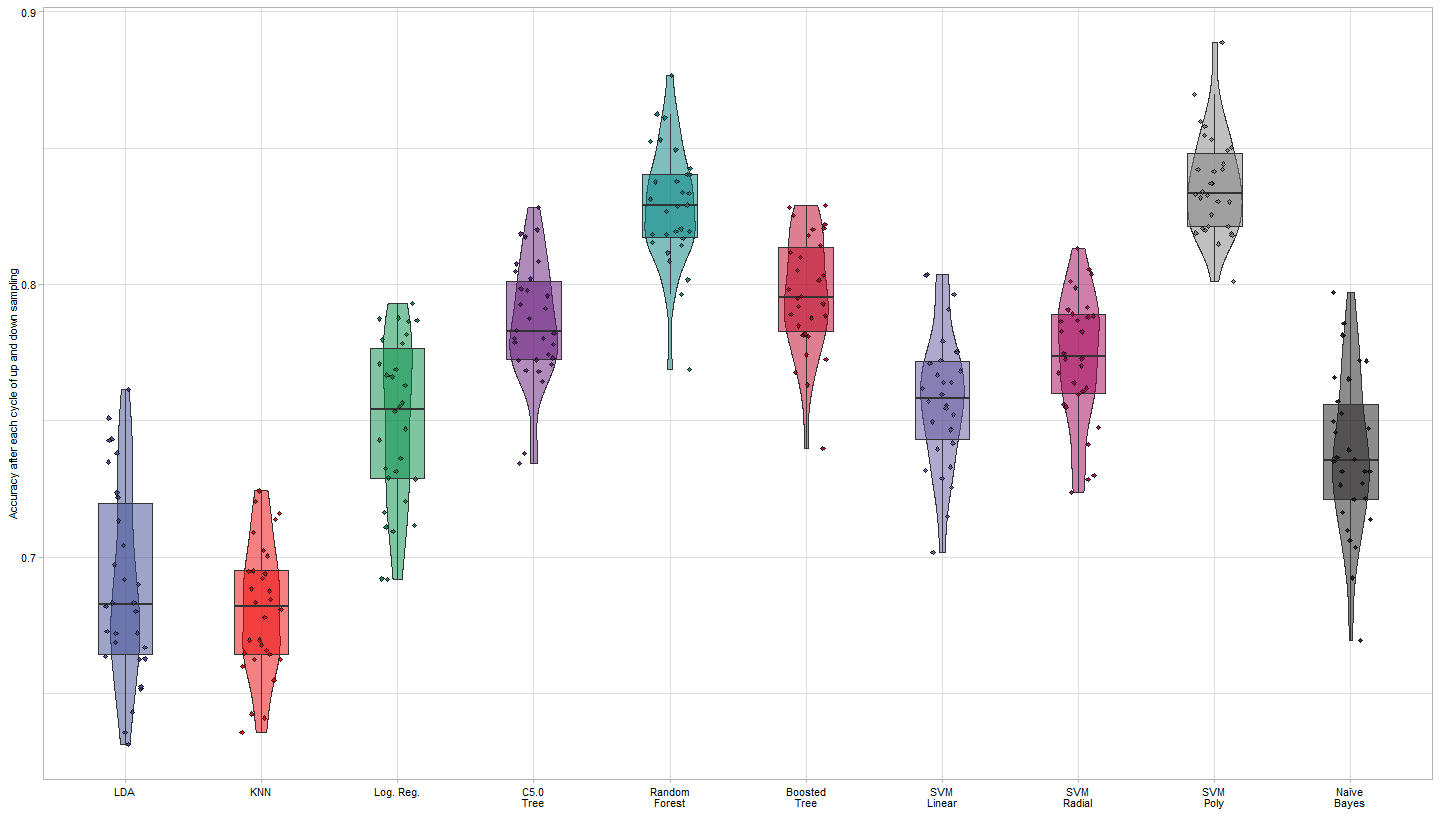 0.9
0.8
0.7
Accuracy after each cycle of up and down sampling
LDA
KNN
Log. Reg.
C5.0
Tree
Random
Forest
Boosted
Tree
SVM
Linear
SVM
Radial
SVM
Poly
Naïve
Bayes